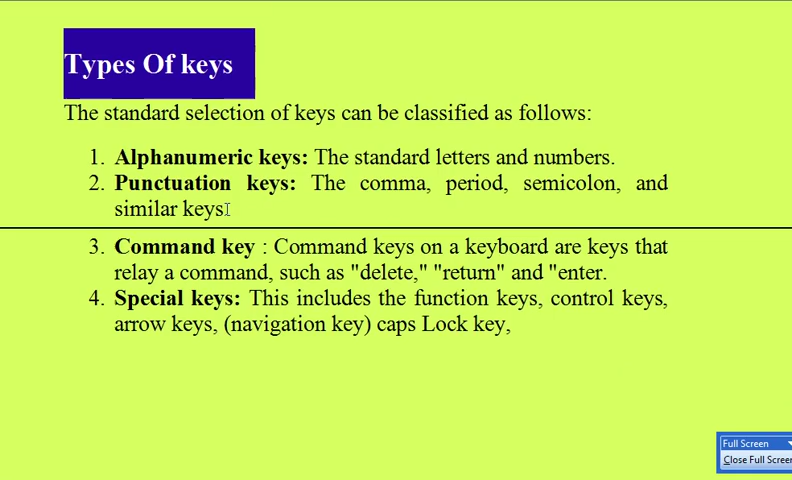 Types Of keys
The standard selection of keys can be classified as follows:
1. Alphanumeric keys: The standard letters and numbers.
2. Punctuation keys: The comma, period, semicolon, and
similar keys
3. Command key : Command keys on a keyboard are keys that
relay a command, such as "delete," "return" and "enter.
4. Special keys: This includes the function keys, control keys,
arrow keys, (navigation key) caps Lock key,
Full Screen
Close Full Screen